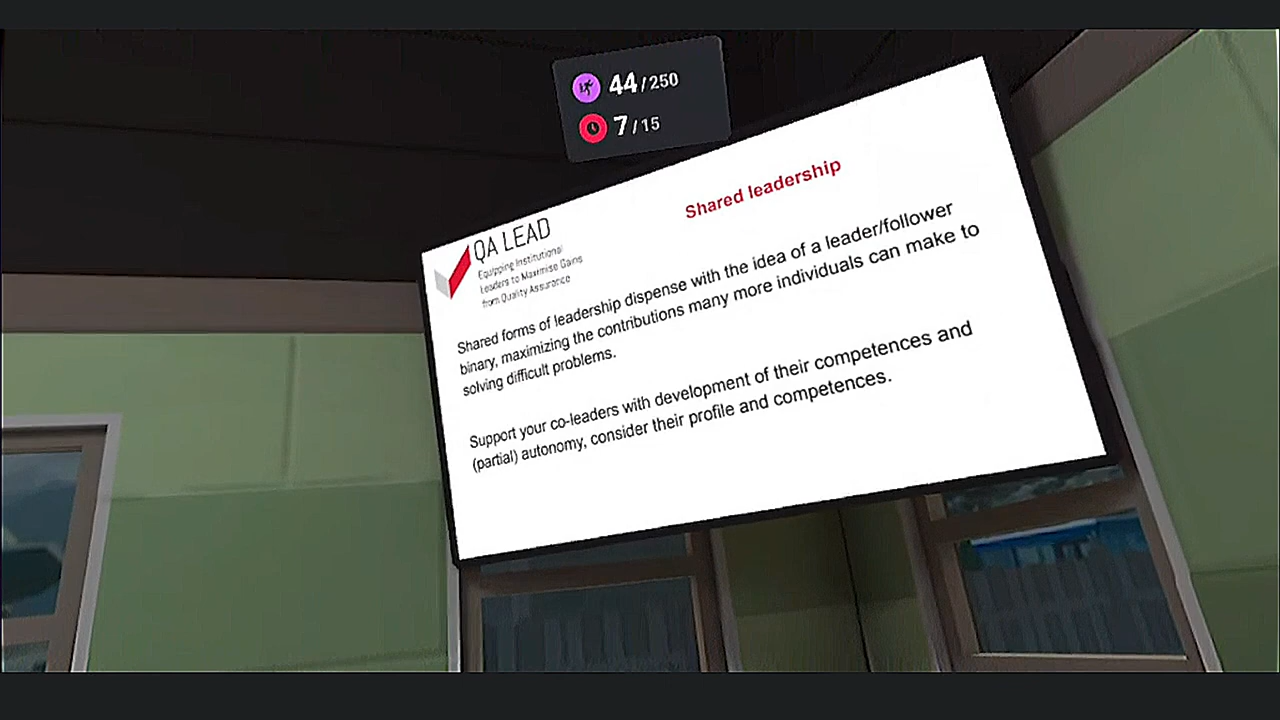 44/250
7/15
Shared leadership
QA LEAD
Equipping Institutional
Leaders to Maximise Gains
from Quality Assurance
Shared forms of leadership dispense with the idea of a leader/follower
binary, maximizing the contributions many more individuals can make to
solving difficult problems.
Support your co-leaders with development of their competences and
(partial) autonomy, consider their profile and competences.